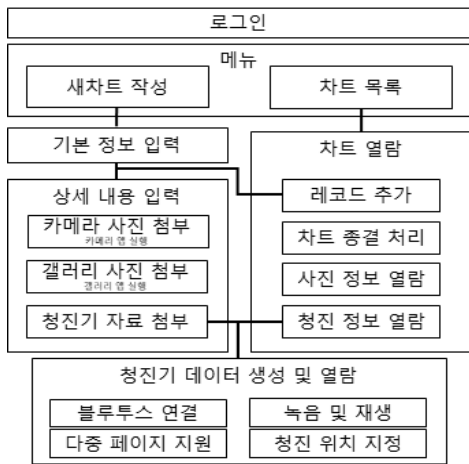 로그인
메뉴
새차트 작성
차트 목록
기본 정보 입력
차트 열람
상세 내용 입력
레코드 추가
카메라 사진 첨부
카메리 앱 실행
차트 종결 처리
갤러리 사진 첨부
갤러리 앱 실행
사진 정보 열람
청진기 자료 첨부
청진 정보 열람
청진기 데이터 생성 및 열람
블루투스 연결
녹음 및 재생
다중 페이지 지원
청진 위치 지정